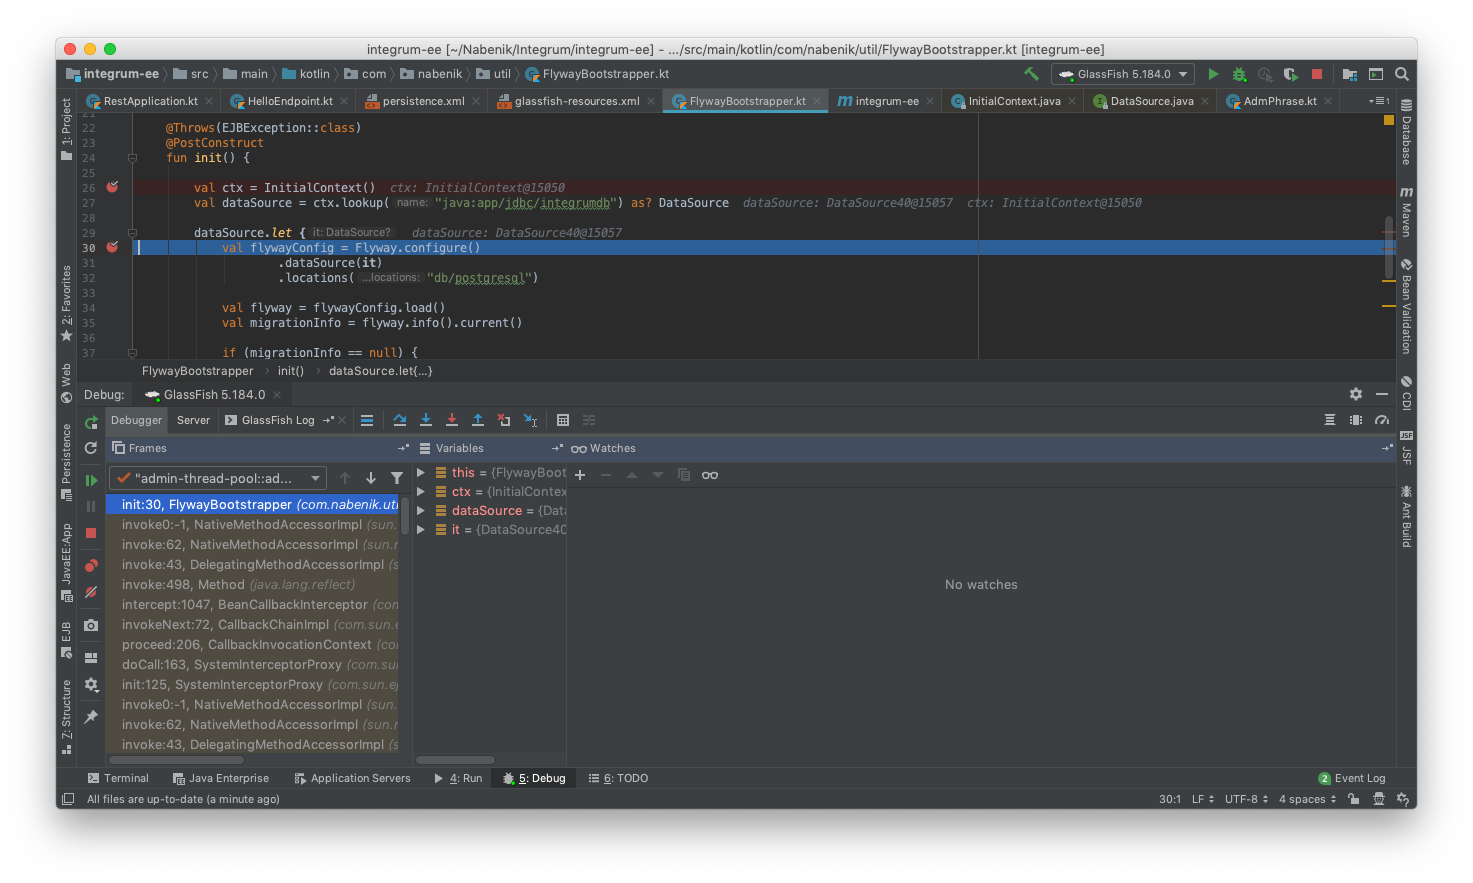 integrum-ee [~/Nabenik/Integrum/integrum-ee] - .../src/main/kotlin/com/nabenik/util/FlywayBootstrapper.kt [integrum-ee]
integrum-ee src main kotlin com nabenik util FlywayBootstrapper.kt GlassFish 5.184.0
RestApplication.kt HelloEndpoint.kt persistence.xml glassfish-resources.xml FlywayBootstrapper.kt integrum-ee InitialContext.java DataSource.java AdmPhrase.kt 1
1: Project
2: Favorites
Web
Persistence
JavaEE:App
EJB
Z: Structure
21
22 @Throws(EJBException::class)
23 @PostConstruct
24 fun init() {
25
26 val ctx = InitialContext() ctx: InitialContext@15050
27 val dataSource = ctx.lookup( name: "java:app/jdbc/integrumdb") as? DataSource dataSource: DataSource40@15057 ctx: InitialContext@15050
28
29 dataSource.let { it: DataSource? dataSource: DataSource40@15057
30 val flywayConfig = Flyway.configure()
31 .dataSource(it)
32 .locations( ...locations: "db/postgresql")
33
34 val flyway = flywayConfig.load()
35 val migrationInfo = flyway.info().current()
36
37 if (migrationInfo == null) {
FlywayBootstrapper init() dataSource.let{...}
Database
Maven
Bean Validation
CDI
JSF
JSF
Ant Build
Debug: GlassFish 5.184.0
Debugger Server GlassFish Log
Frames Variables Watches
"admin-thread-pool::ad...
init:30, FlywayBootstrapper (com.nabenik.uti
invoke0:-1, NativeMethodAccessorImpl (sun.
invoke:62, NativeMethodAccessorImpl (sun.r
invoke:43, DelegatingMethodAccessorImpl (s
invoke:498, Method (java.lang.reflect)
intercept:1047, BeanCallbackInterceptor (con
invokeNext:72, CallbackChainImpl (com.sun.e
proceed:206, CallbackInvocationContext (co
doCall:163, SystemInterceptorProxy (com.su
init:125, SystemInterceptorProxy (com.sun.e
invoke0:-1, NativeMethodAccessorImpl (sun.
invoke:62, NativeMethodAccessorImpl (sun.r
invoke:43, DelegatingMethodAccessorImpl (s
this = {FlywayBoot
ctx = {InitialContex
dataSource = {Data
it = {DataSource40
No watches
Terminal Java Enterprise Application Servers 4: Run 5: Debug 6: TODO 2 Event Log
All files are up-to-date (a minute ago) 30:1 LF UTF-8 4 spaces